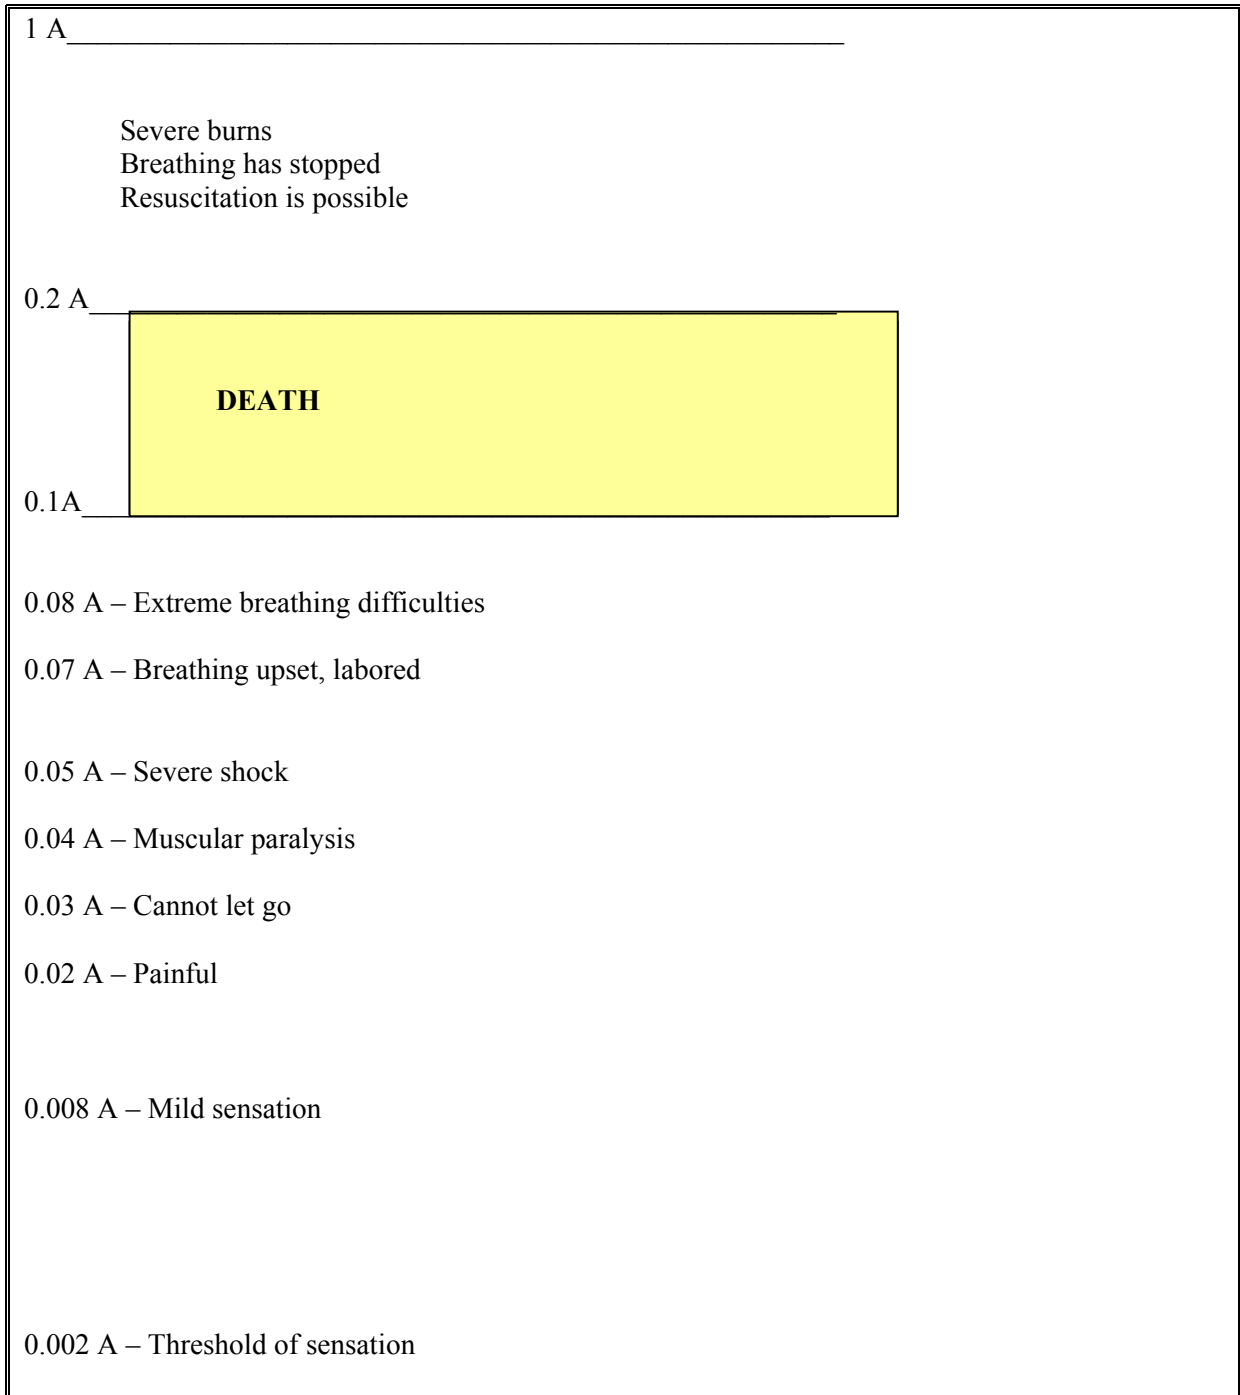 1 A
Severe burns
Breathing has stopped
Resuscitation is possible
0.2 A
DEATH
0.1A
0.08 A – Extreme breathing difficulties
0.07 A – Breathing upset, labored
0.05 A – Severe shock
0.04 A – Muscular paralysis
0.03 A – Cannot let go
0.02 A – Painful
0.008 A – Mild sensation
0.002 A – Threshold of sensation